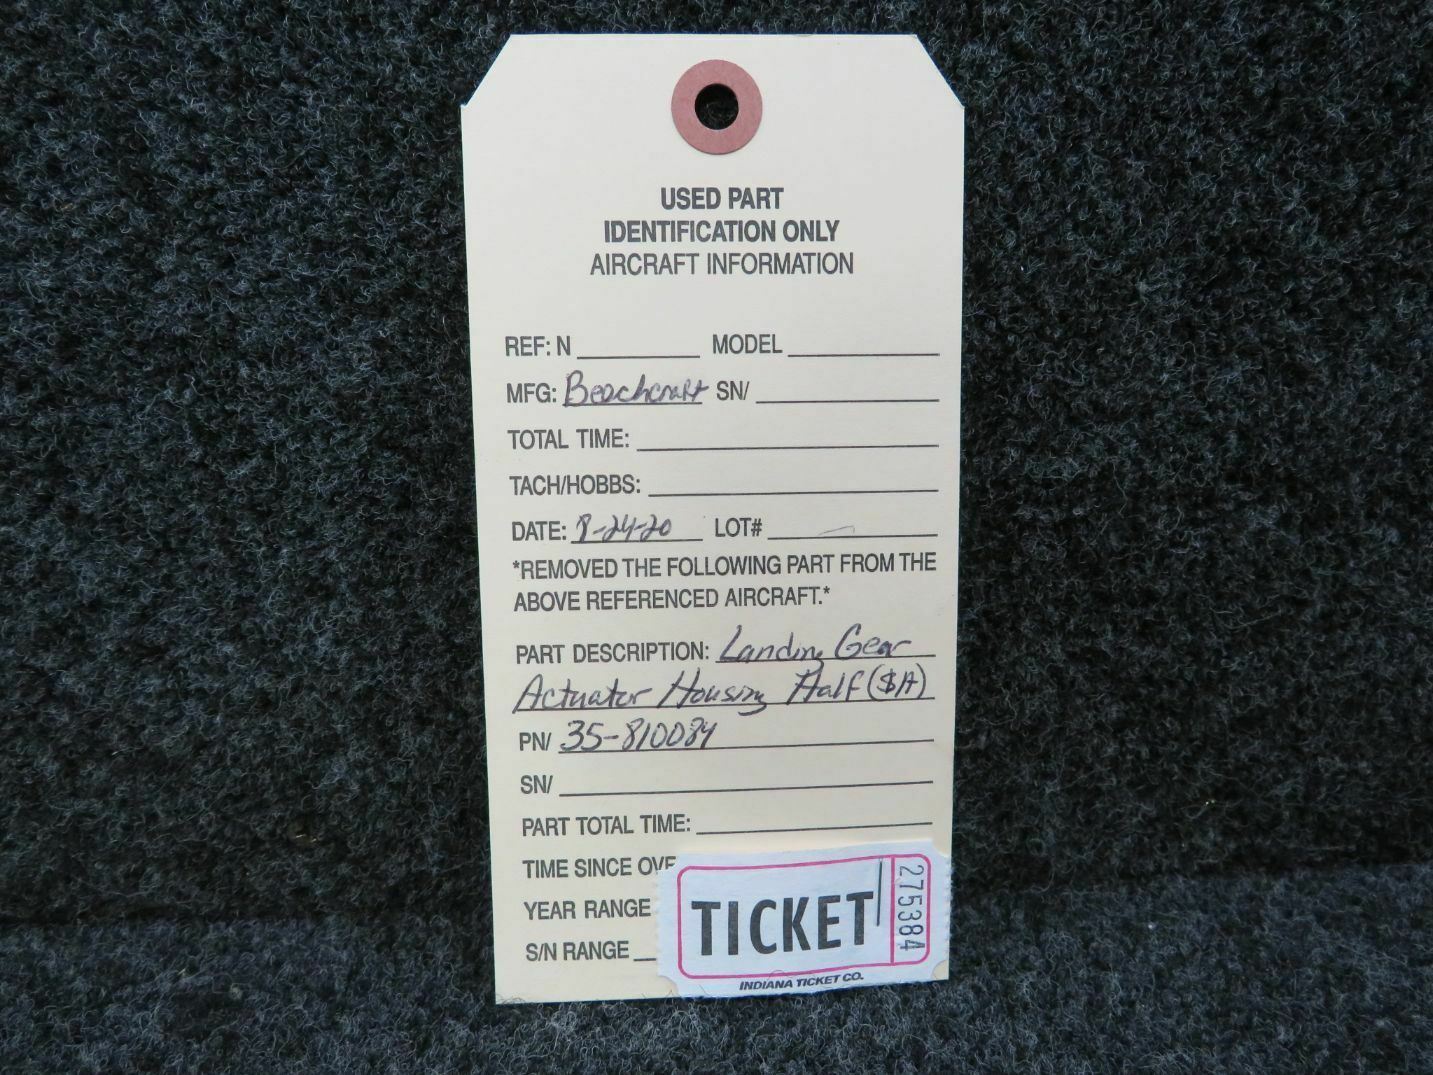 USED PART
IDENTIFICATION ONLY
AIRCRAFT INFORMATION
REF: N MODEL
MFG: Beechcraft SN/
TOTAL TIME:
TACH/HOBBS:
DATE: 8-24-20 LOT#
*REMOVED THE FOLLOWING PART FROM THE
ABOVE REFERENCED AIRCRAFT.*
PART DESCRIPTION: Landing Gear
Actuator Housing Half ($A)
PN/ 35-810084
SN/
PART TOTAL TIME:
TIME SINCE
YEAR RANGE
S/N RANGE
TICKET
275384
INDIANA TICKET CO.